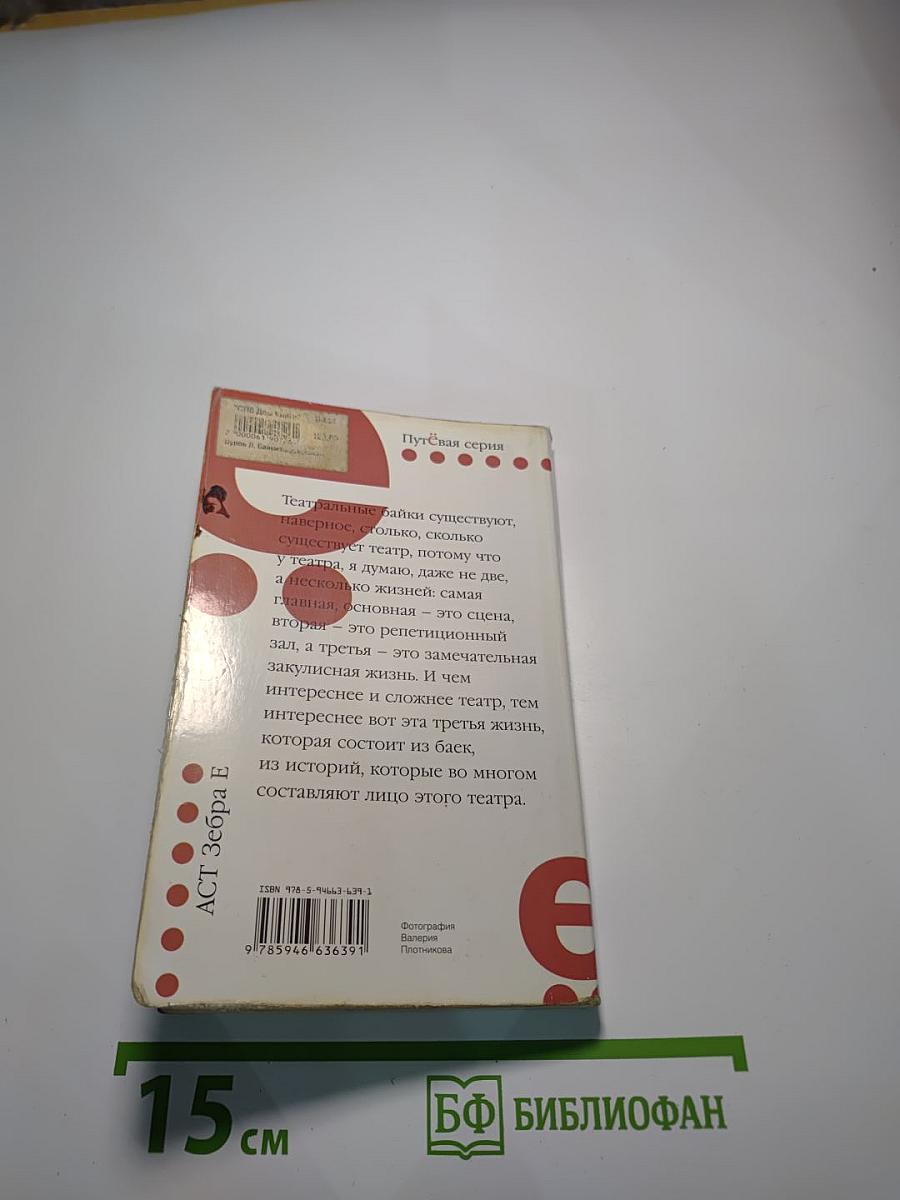 "СПб Дом Книги"
Путёвая серия
Театральные байки существуют,
наверное, столько, сколько
существует театр, потому что
у театра, я думаю, даже не две,
а несколько жизней: самая
главная, основная – это сцена,
вторая – это репетиционный
зал, а третья – это замечательная
закулисная жизнь. И чем
интереснее и сложнее театр, тем
интереснее вот эта третья жизнь,
которая состоит из баек,
из историй, которые во многом
составляют лицо этого театра.
АСТ Зебра Е
ISBN 978-5-94663-639-1
9 785946 636391
Фотография
Валерия
Плотникова
ё
15 см
БФ БИБЛИОФАН